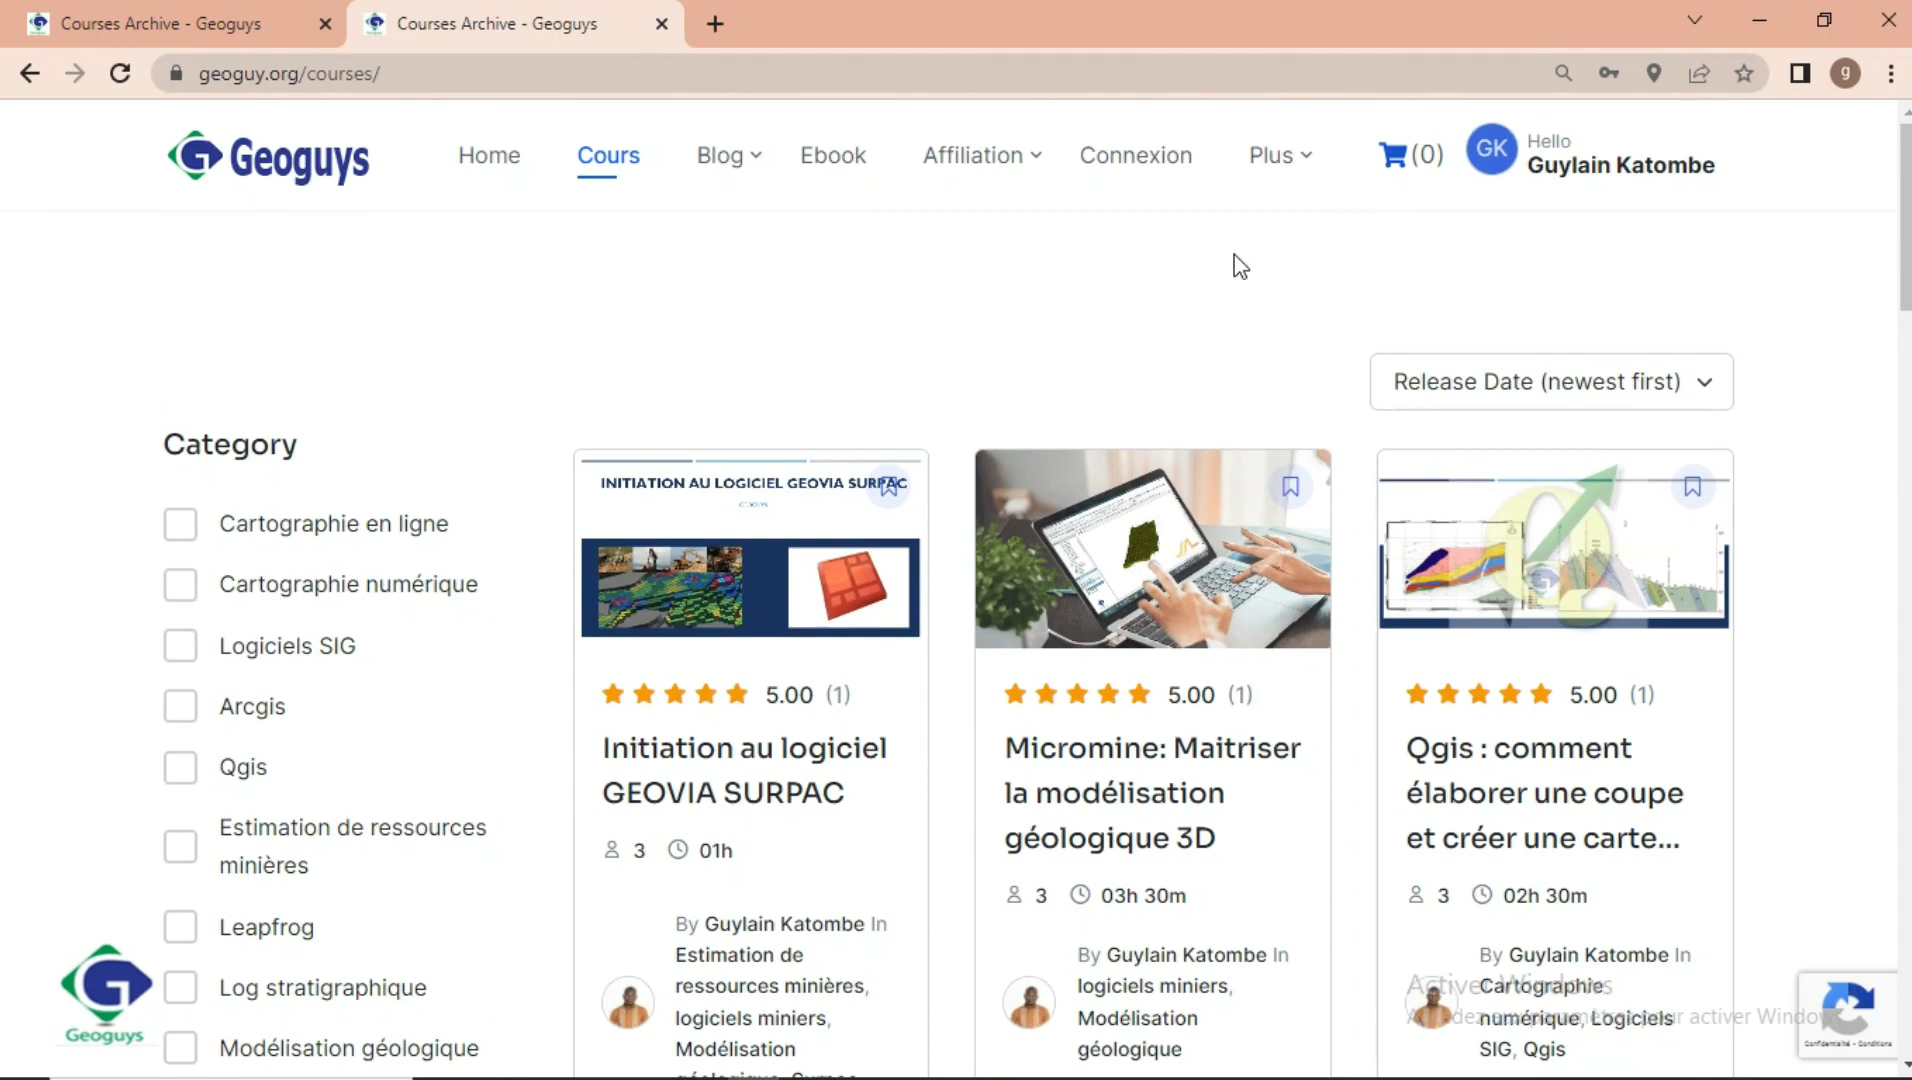 Courses Archive - Geoguys
Courses Archive - Geoguys
geoguy.org/courses/
g
Geoguys
Home
Cours
Blog
Ebook
Affiliation
Connexion
Plus
(0)
GK
Hello
Guylain Katombe
Release Date (newest first)
Category
Cartographie en ligne
Cartographie numérique
Logiciels SIG
Arcgis
Qgis
Estimation de ressources
minières
Leapfrog
Log stratigraphique
Modélisation géologique
Geoguys
INITIATION AU LOGICIEL GEOVIA SURPAC
5.00 (1)
Initiation au logiciel
GEOVIA SURPAC
3 01h
By Guylain Katombe In
Estimation de
ressources minières,
logiciels miniers,
Modélisation
5.00 (1)
Micromine: Maitriser
la modélisation
géologique 3D
3 03h 30m
By Guylain Katombe In
logiciels miniers,
Modélisation
géologique
5.00 (1)
Qgis : comment
élaborer une coupe
et créer une carte...
3 02h 30m
By Guylain Katombe In
Cartographie
numérique, Logiciels
SIG, Qgis
Confidentialité - Conditions